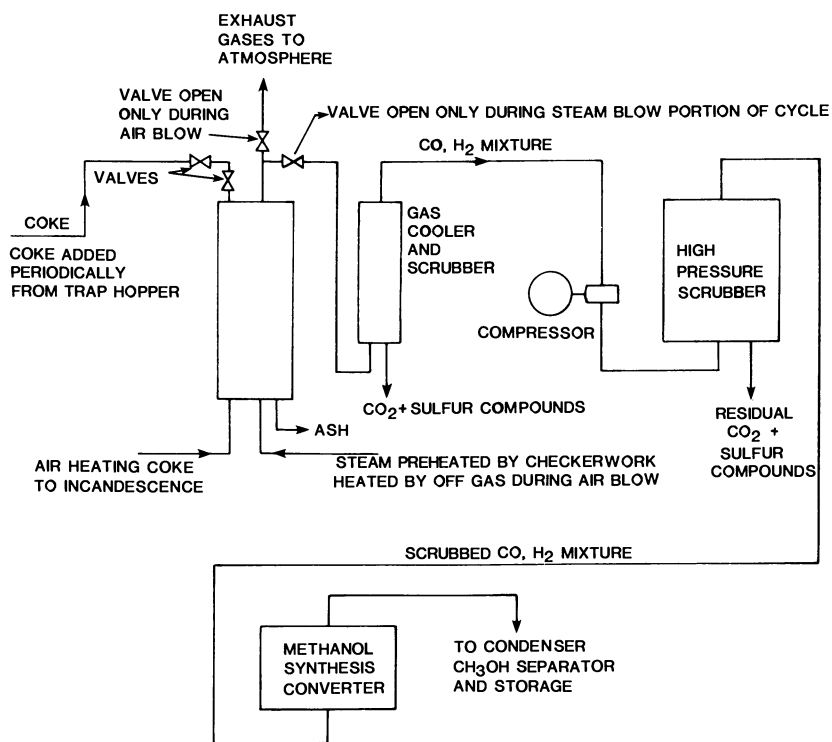 EXHAUST
GASES TO
ATMOSPHERE
VALVE OPEN
ONLY DURING
AIR BLOW
VALVE OPEN ONLY DURING STEAM BLOW PORTION OF CYCLE
CO, H2 MIXTURE
VALVES
COKE
COKE ADDED
PERIODICALLY
FROM TRAP HOPPER
GAS
COOLER
AND
SCRUBBER
HIGH
PRESSURE
SCRUBBER
COMPRESSOR
CO2+ SULFUR COMPOUNDS
RESIDUAL
CO2 +
SULFUR
COMPOUNDS
ASH
AIR HEATING COKE
TO INCANDESCENCE
STEAM PREHEATED BY CHECKERWORK
HEATED BY OFF GAS DURING AIR BLOW
SCRUBBED CO, H2 MIXTURE
METHANOL
SYNTHESIS
CONVERTER
TO CONDENSER
CH3OH SEPARATOR
AND STORAGE